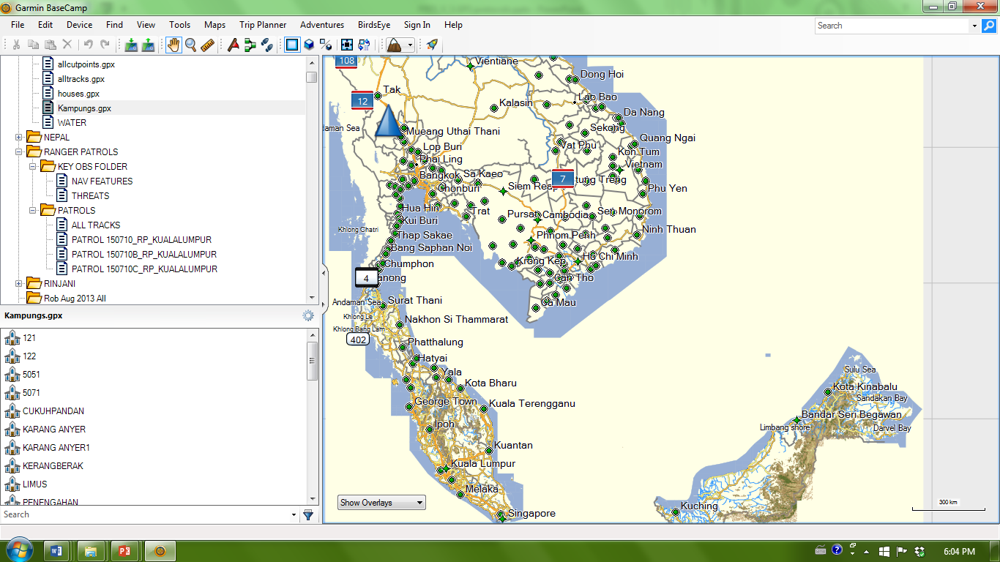 Garmin BaseCamp
File Edit Device Find View Tools Maps Trip Planner Adventures BirdsEye Sign In Help
Search
allcutpoints.gpx
alltracks.gpx
houses.gpx
Kampungs.gpx
WATER
NEPAL
RANGER PATROLS
KEY OBS FOLDER
NAV FEATURES
THREATS
PATROLS
ALL TRACKS
PATROL 150710_RP_KUALALUMPUR
PATROL 150710B_RP_KUALALUMPUR
PATROL 150710C_RP_KUALALUMPUR
RINJANI
Rob Aug 2013 All
Kampungs.gpx
121
122
5051
5071
CUKUHPANDAN
KARANG ANYER
KARANG ANYER1
KERANGBERAK
LIMUS
PENENGAHAN
Search
108
Vientiane
Dong Hoi
Tak
12
Kalasin
Lao Bao
Da Nang
daman Sea
Mueang Uthai Thani
Sekong
Quang Ngai
Lop Buri
Vat Phu
Kon Tum
Phai Ling
Vietnam
Bangkok
Sa Kaeo
7
tung Treng
Chonburi
Siem Rea
Phu Yen
Hua Hin
Trat
Pursat
Cambodia
Sen Monorom
Kui Buri
Khlong Chatri
Thap Sakae
Phnom Penh
Ninh Thuan
Bang Saphan Noi
Chumphon
Krong Kep
Ho Chi Minh
4
anong
Can Tho
Andaman Sea
Surat Thani
Ca Mau
Khlong Le
Nakhon Si Thammarat
Khlong Bang Lam
402
Phatthalung
Hatyai
Yala
Kota Bharu
Sulu Sea
Kota Kinabalu
George Town
Kuala Terengganu
Sandakan Bay
Ipoh
Bandar Seri Begawan
Limbang shore
Darvel Bay
Kuantan
Kuala Lumpur
Melaka
Show Overlays
Kuching
300 km
Singapore
6:04 PM